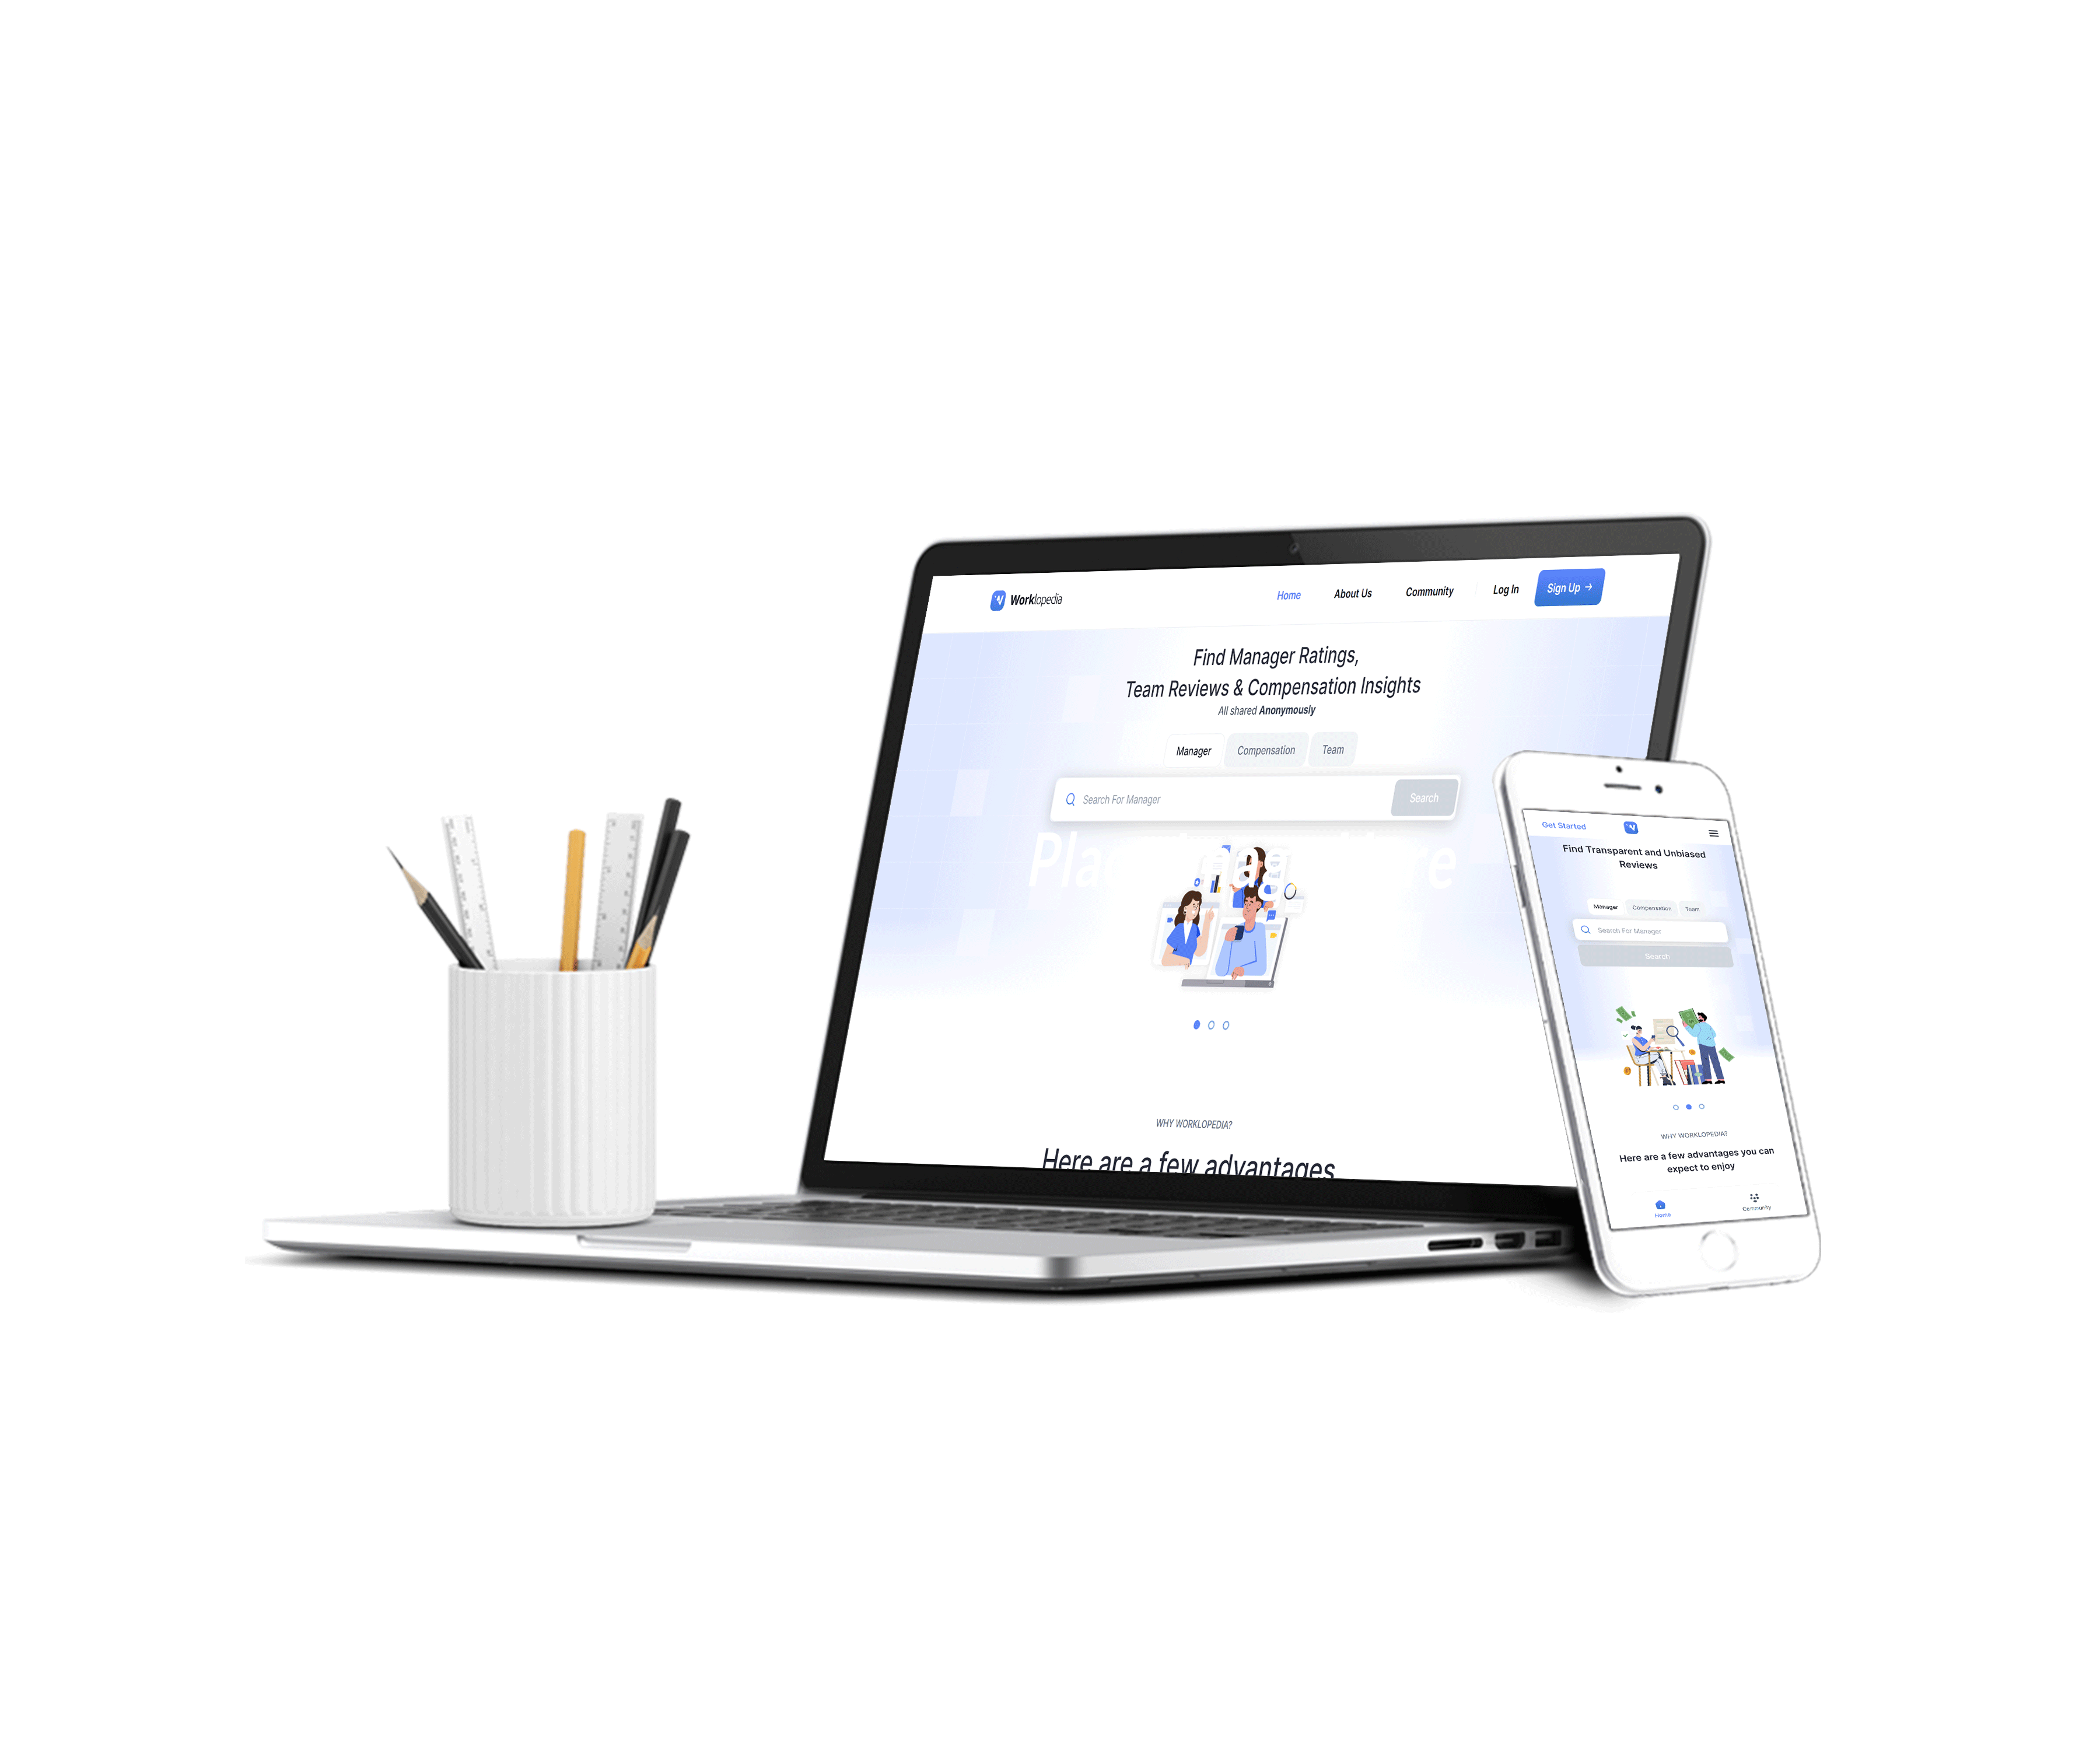 Worklopedia
Home About Us Community Log In Sign Up →
Find Manager Ratings,
Team Reviews & Compensation Insights
All shared Anonymously
Manager Compensation Team
Search For Manager Search
WHY WORKLOPEDIA?
Here are a few advantages
Get Started
Find Transparent and Unbiased
Reviews
Manager Compensation Team
Search For Manager
Search
WHY WORKLOPEDIA?
Here are a few advantages you can
expect to enjoy
Home Community